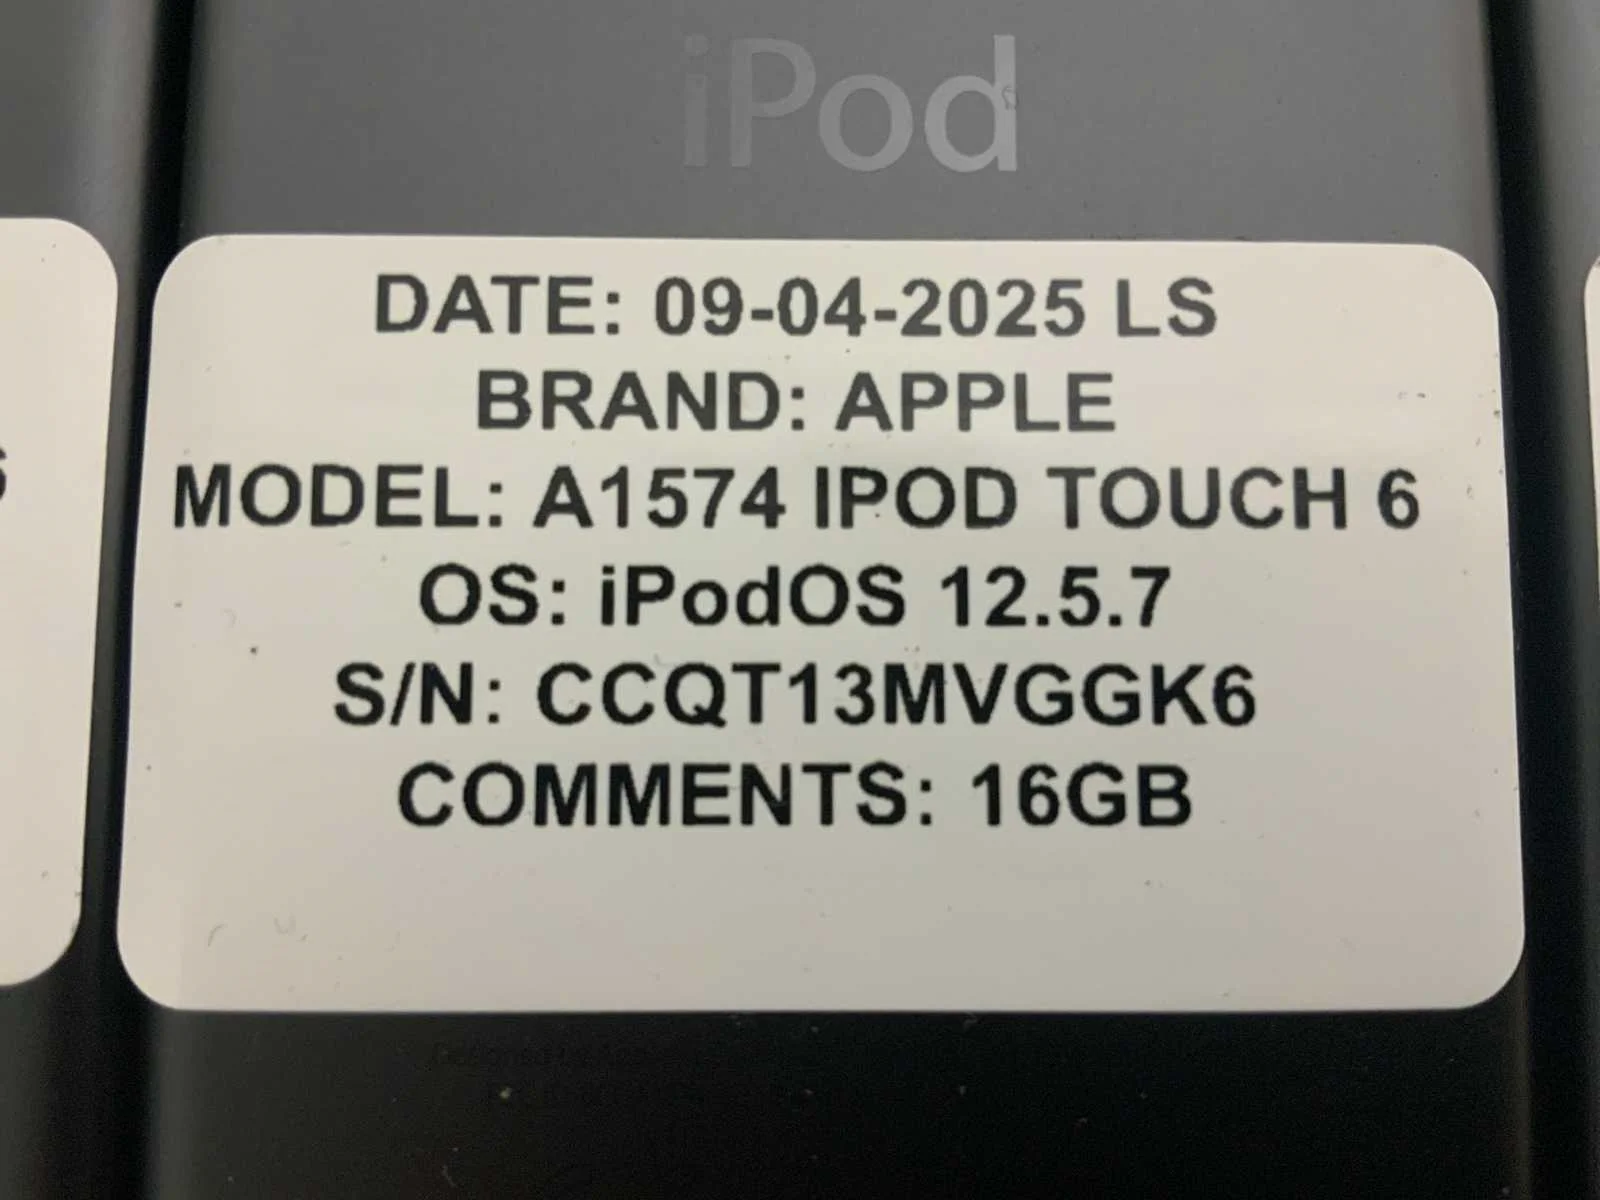 iPod
DATE: 09-04-2025 LS
BRAND: APPLE
MODEL: A1574 IPOD TOUCH 6
OS: iPodOS 12.5.7
S/N: CCQT13MVGGK6
COMMENTS: 16GB